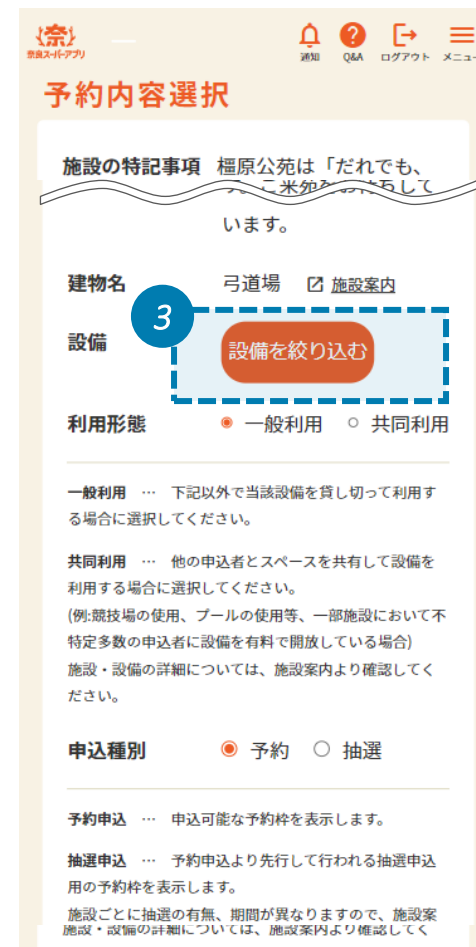 奈
奈良スーパーアプリ
通知 Q&A ログアウト メニュー
予約内容選択
施設の特記事項 橿原公苑は「だれでも、
います。
建物名 弓道場 施設案内
3
設備 設備を絞り込む
利用形態 一般利用 共同利用
一般利用 … 下記以外で当該設備を貸し切って利用す
る場合に選択してください。
共同利用 … 他の申込者とスペースを共有して設備を
利用する場合に選択してください。
(例:競技場の使用、プールの使用等、一部施設において不
特定多数の申込者に設備を有料で開放している場合)
施設・設備の詳細については、施設案内より確認してく
ださい。
申込種別 予約 抽選
予約申込 … 申込可能な予約枠を表示します。
抽選申込 … 予約申込より先行して行われる抽選申込
用の予約枠を表示します。
施設ごとに抽選の有無、期間が異なりますので、施設案
施設・設備の詳細については、施設案内より確認してく